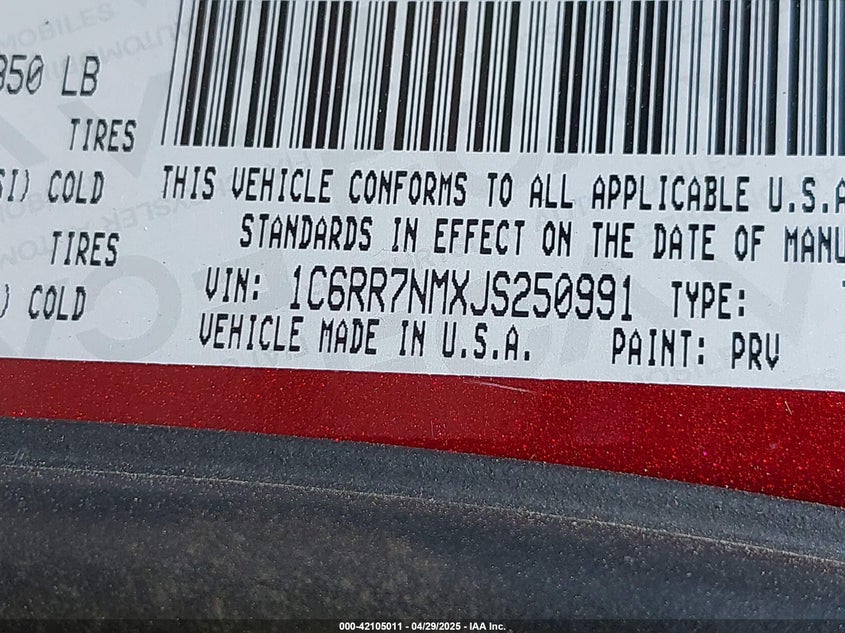 350 LB
TIRES
SI) COLD
TIRES
) COLD
THIS VEHICLE CONFORMS TO ALL APPLICABLE U.S.A
STANDARDS IN EFFECT ON THE DATE OF MANU
VIN: 1C6RR7NMXJS250991 TYPE:
VEHICLE MADE IN U.S.A. PAINT: PRV
000-42105011 - 04/29/2025 - IAA Inc.